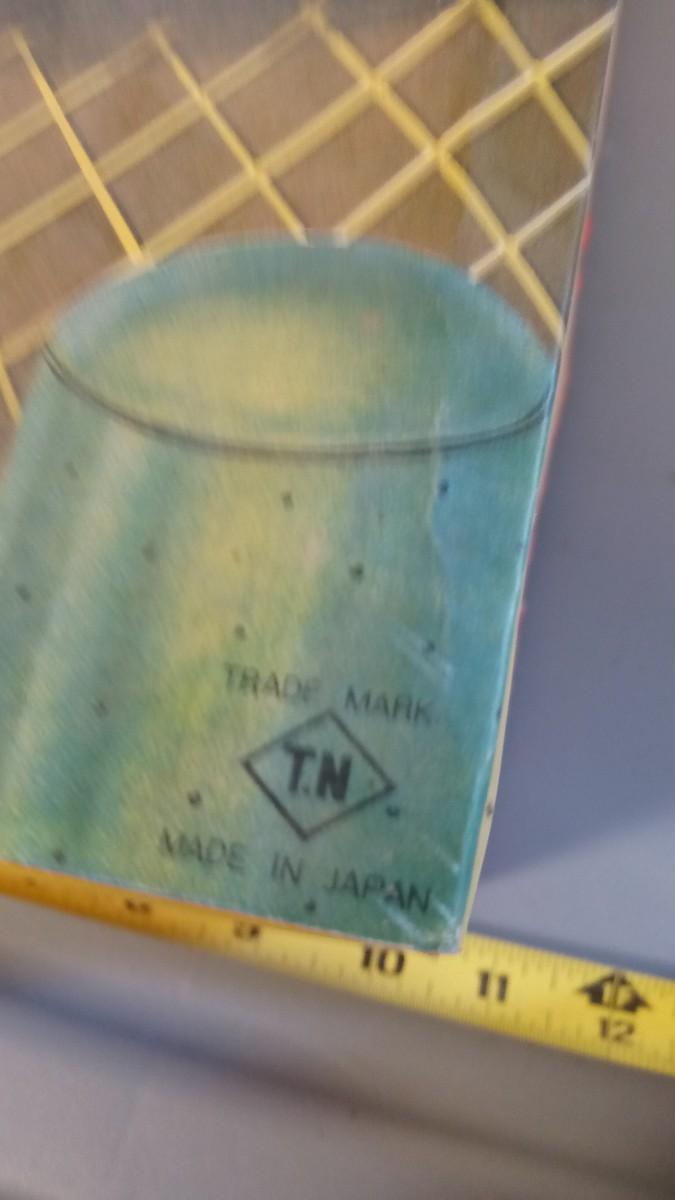 TRADE MARK
T.N
MADE IN JAPAN
9 10 11 12